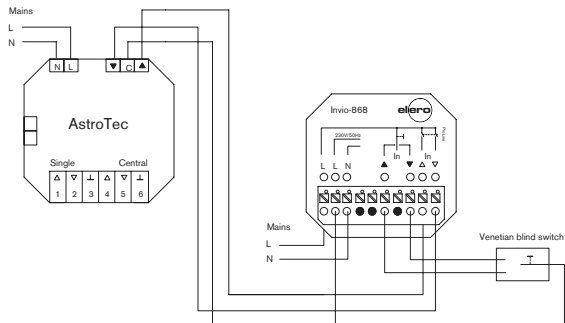 Mains
L
N
N L ▼ C ▲
AstroTec
Single Central
△ ▽ ⊥ △ ▽ ⊥
1 2 3 4 5 6
Invio-868 elero
230V/50Hz
In In
L L N ▲ ▼ △ ▽
Mains
L
N
Venetian blind switch